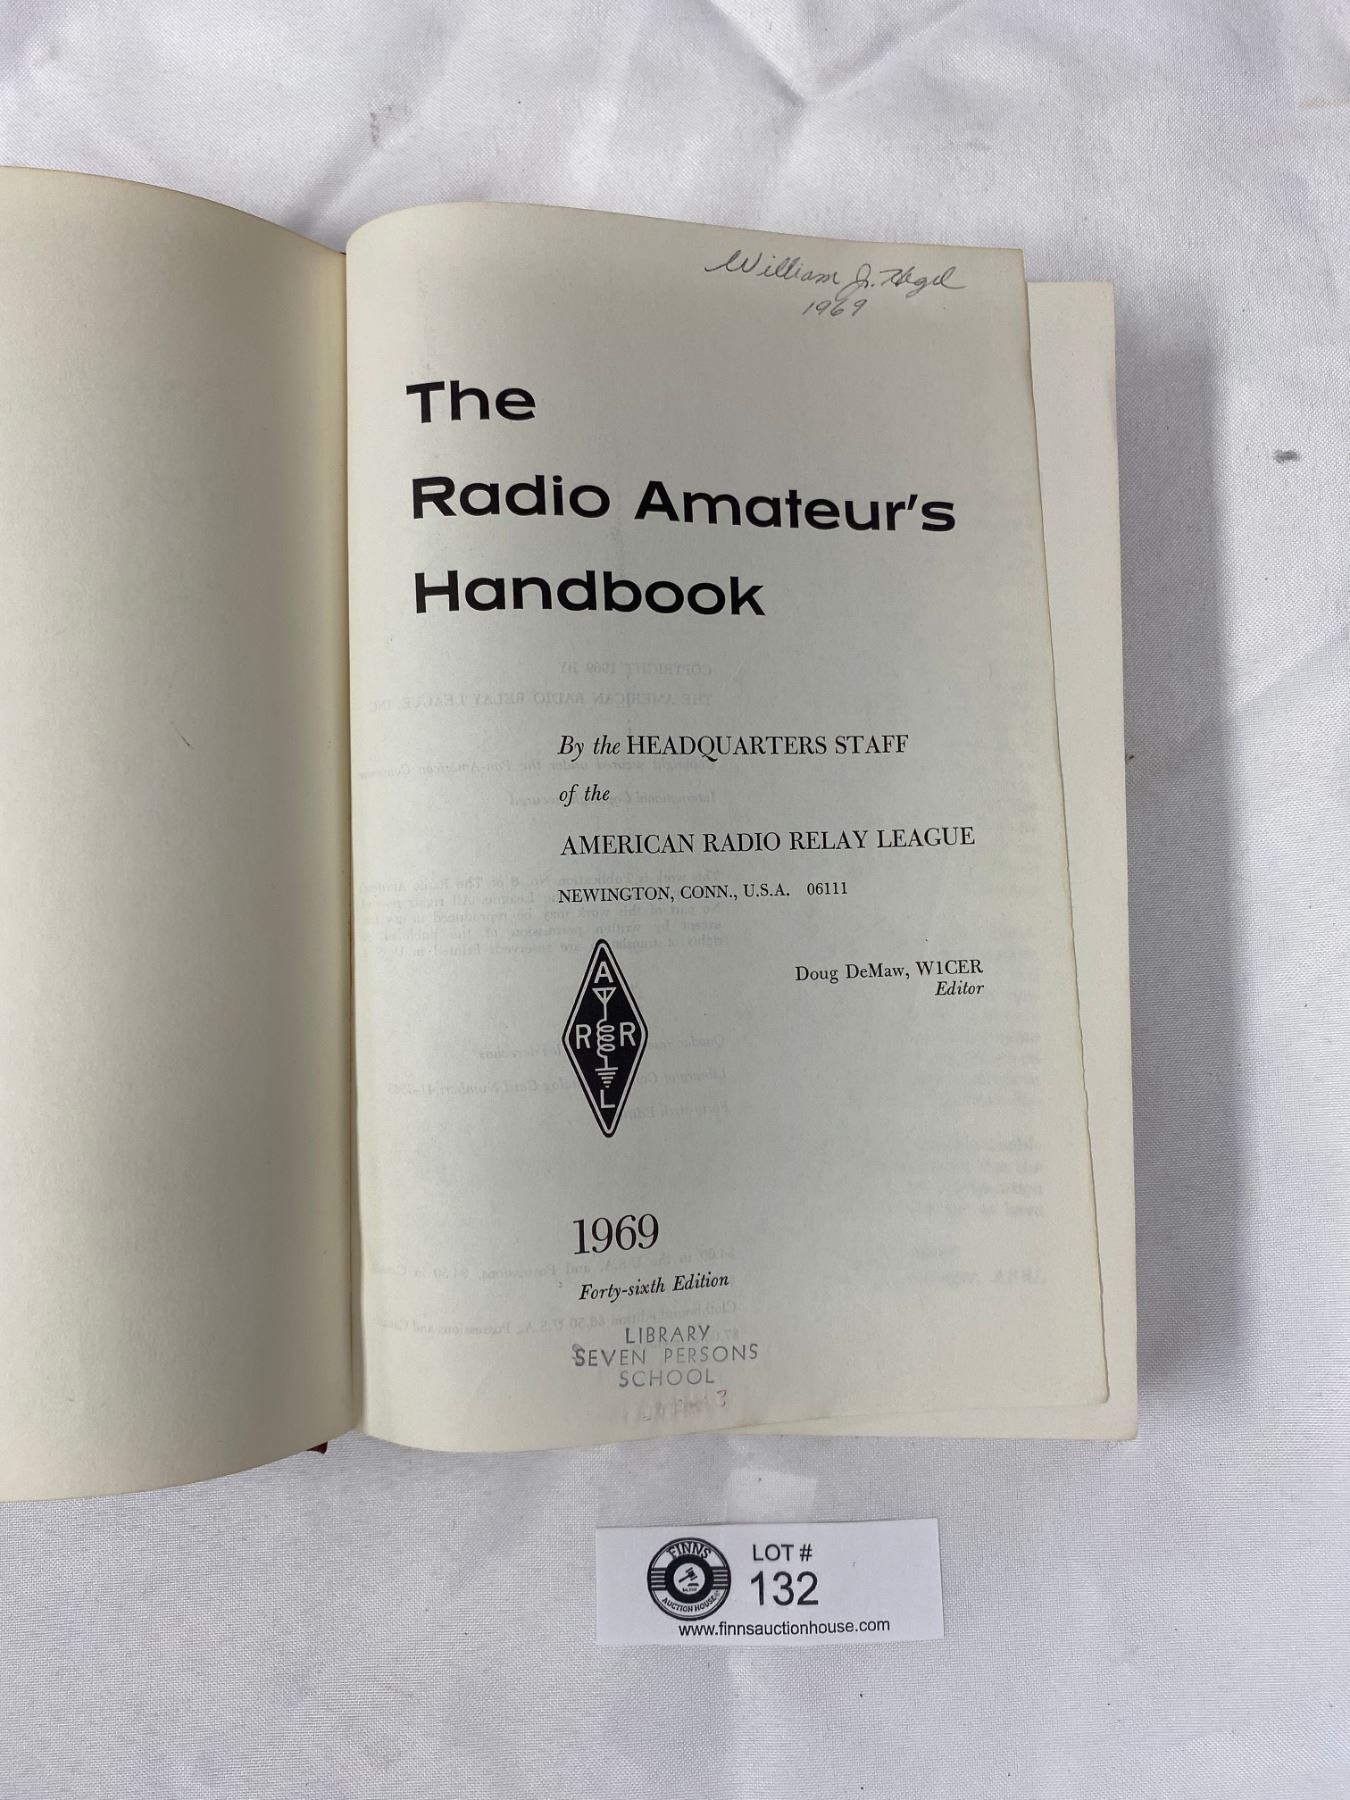 William J. Hegel
1969
The
Radio Amateur's
Handbook
By the HEADQUARTERS STAFF
of the
AMERICAN RADIO RELAY LEAGUE
NEWINGTON, CONN., U.S.A. 06111
Doug DeMaw, W1CER
Editor
A
R R
L
1969
Forty-sixth Edition
LIBRARY
SEVEN PERSONS
SCHOOL
FINNS
AUCTION HOUSE
LOT #
132
www.finnsauctionhouse.com